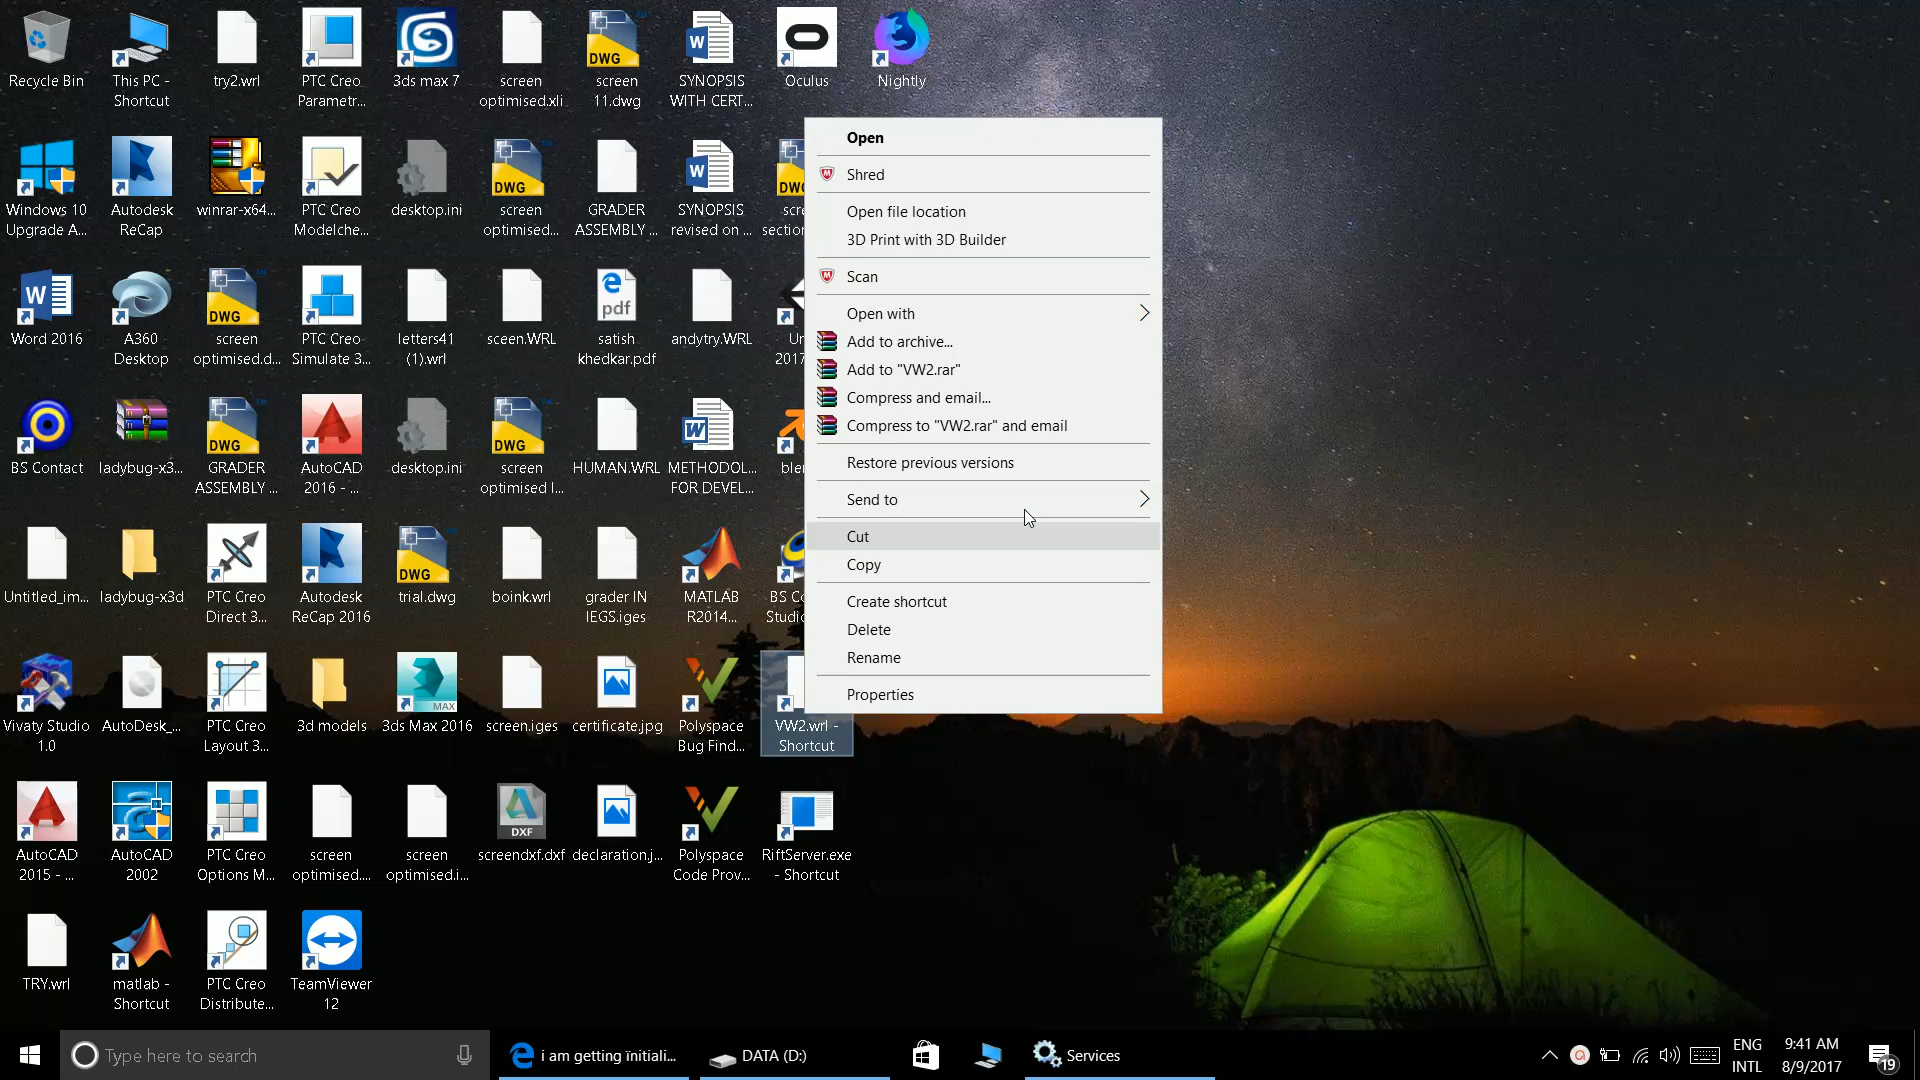 Recycle Bin
This PC -
Shortcut
try2.wrl
PTC Creo
Parametr...
3ds max 7
screen
optimised.xli
DWG
screen
11.dwg
SYNOPSIS
WITH CERT...
Oculus
Nightly
Windows 10
Upgrade A...
Autodesk
ReCap
winrar-x64...
PTC Creo
Modelche...
desktop.ini
DWG
screen
optimised...
GRADER
ASSEMBLY ...
SYNOPSIS
revised on ...
DWG
scre
section
Word 2016
A360
Desktop
DWG
screen
optimised.d...
PTC Creo
Simulate 3...
letters41
(1).wrl
sceen.WRL
pdf
satish
khedkar.pdf
andytry.WRL
Un
2017
BS Contact
ladybug-x3...
DWG
GRADER
ASSEMBLY ...
AutoCAD
2016 - ...
desktop.ini
DWG
screen
optimised I...
HUMAN.WRL
METHODOL...
FOR DEVEL...
ble
Untitled_im...
ladybug-x3d
PTC Creo
Direct 3...
Autodesk
ReCap 2016
DWG
trial.dwg
boink.wrl
grader IN
IEGS.iges
MATLAB
R2014...
BS Co
Studi
Vivaty Studio
1.0
AutoDesk_...
PTC Creo
Layout 3...
3d models
MAX
3ds Max 2016
screen.iges
certificate.jpg
Polyspace
Bug Find...
VW2.wrl -
Shortcut
AutoCAD
2015 - ...
AutoCAD
2002
PTC Creo
Options M...
screen
optimised....
screen
optimised.i...
DXF
screendxf.dxf
declaration.j...
Polyspace
Code Prov...
RiftServer.exe
- Shortcut
TRY.wrl
matlab -
Shortcut
PTC Creo
Distribute...
TeamViewer
12
Open
Shred
Open file location
3D Print with 3D Builder
Scan
Open with
Add to archive...
Add to "VW2.rar"
Compress and email...
Compress to "VW2.rar" and email
Restore previous versions
Send to
Cut
Copy
Create shortcut
Delete
Rename
Properties
Type here to search
i am getting ïnitiali...
DATA (D:)
Services
ENG
INTL
9:41 AM
8/9/2017
19